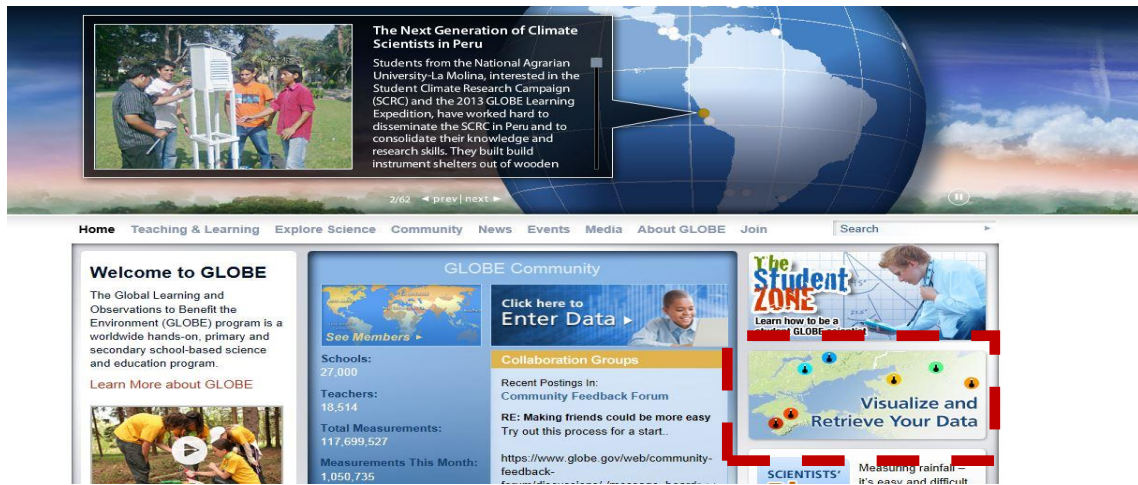 The Next Generation of Climate
Scientists in Peru
Students from the National Agrarian
University-La Molina, interested in the
Student Climate Research Campaign
(SCRC) and the 2013 GLOBE Learning
Expedition, have worked hard to
disseminate the SCRC in Peru and to
consolidate their knowledge and
research skills. They built build
instrument shelters out of wooden
2/62 ◄ prev | next ►
Home Teaching & Learning Explore Science Community News Events Media About GLOBE Join Search
Welcome to GLOBE
The Global Learning and
Observations to Benefit the
Environment (GLOBE) program is a
worldwide hands-on, primary and
secondary school-based science
and education program.
Learn More about GLOBE
GLOBE Community
See Members ►
Schools:
27,000
Teachers:
18,514
Total Measurements:
117,699,527
Measurements This Month:
1,050,735
Click here to
Enter Data ►
Collaboration Groups
Recent Postings In:
Community Feedback Forum
RE: Making friends could be more easy
Try out this process for a start..
https://www.globe.gov/web/community-
feedback-
The
Student
ZONE
Learn how to be a
student GLOBE scientist
Visualize and
Retrieve Your Data
SCIENTISTS'
Measuring rainfall –
it's easy and difficult